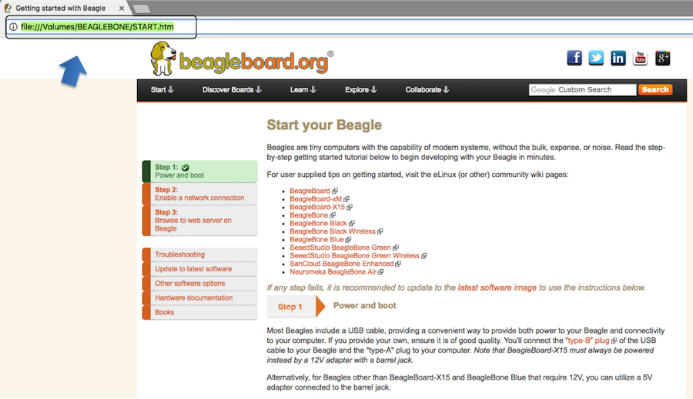 Getting started with Beagle
file:///Volumes/BEAGLEBONE/START.htm
beagleboard.org®
You Tube
Start Discover Boards Learn Explore Collaborate Google Custom Search Search
Start your Beagle
Beagles are tiny computers with the capability of modern systems, without the bulk, expense, or noise. Read the step-
by-step getting started tutorial below to begin developing with your Beagle in minutes.
For user supplied tips on getting started, visit the eLinux (or other) community wiki pages:
Step 1:
Power and boot
Step 2:
Enable a network connection
Step 3:
Browse to web server on
Beagle
Troubleshooting
Update to latest software
Other software options
Hardware documentation
Books
BeagleBoard
BeagleBoard-xM
BeagleBoard-X15
BeagleBone
BeagleBone Black
BeagleBone Black Wireless
BeagleBone Blue
SeeedStudio BeagleBone Green
SeeedStudio BeagleBone Green Wireless
SanCloud BeagleBone Enhanced
Neuromeka BeagleBone Air
If any step fails, it is recommended to update to the latest software image to use the instructions below.
Step 1 Power and boot
Most Beagles include a USB cable, providing a convenient way to provide both power to your Beagle and connectivity
to your computer. If you provide your own, ensure it is of good quality. You'll connect the "type-B" plug of the USB
cable to your Beagle and the "type-A" plug to your computer. Note that BeagleBoard-X15 must always be powered
instead by a 12V adapter with a barrel jack.
Alternatively, for Beagles other than BeagleBoard-X15 and BeagleBone Blue that require 12V, you can utilize a 5V
adapter connected to the barrel jack.